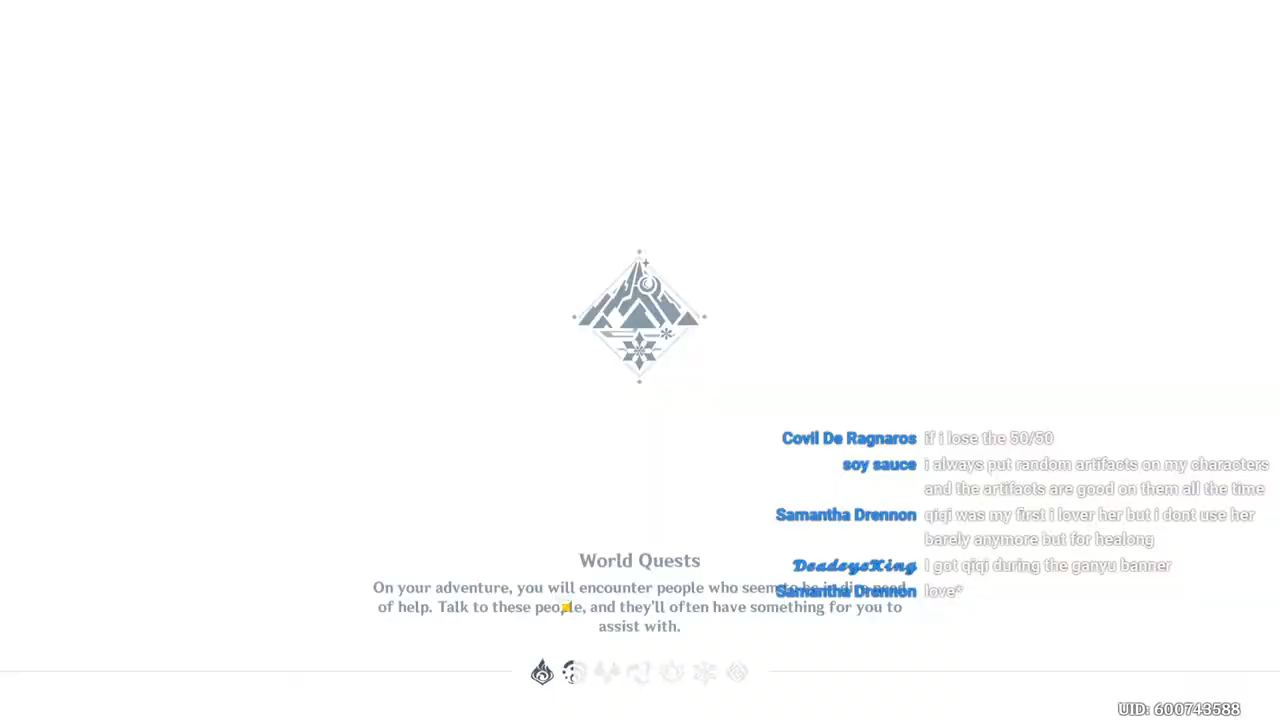 Covil De Ragnaros if i lose the 50/50
soy sauce i always put random artifacts on my characters
and the artifacts are good on them all the time
Samantha Drennon qiqi was my first i lover her but i dont use her
barely anymore but for healong
DeadeyeKing I got qiqi during the ganyu banner
Samantha Drennon love*
World Quests
On your adventure, you will encounter people who seem to be in dire need
of help. Talk to these people, and they'll often have something for you to
assist with.
UID: 600743588